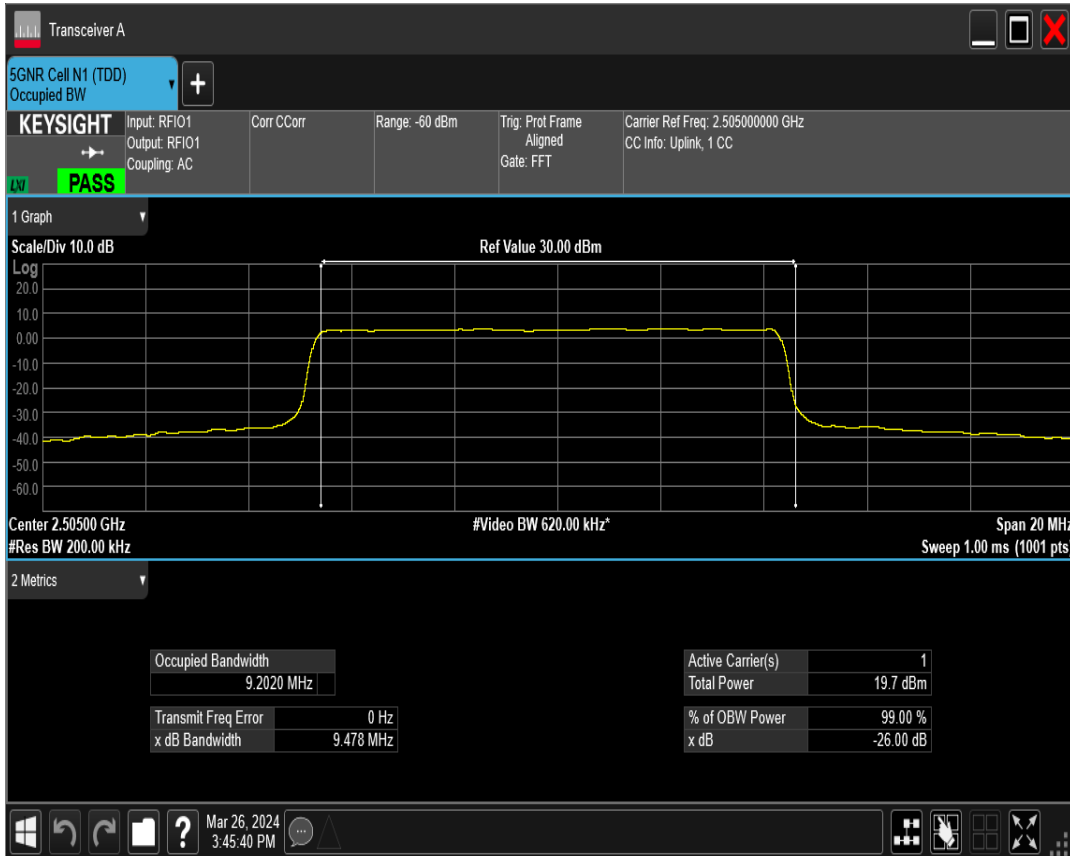 Transceiver A
5GNR Cell N1 (TDD)
Occupied BW
+
KEYSIGHT
LXI
PASS
Input: RFIO1
Output: RFIO1
Coupling: AC
Corr CCorr
Range: -60 dBm
Trig: Prot Frame
Aligned
Gate: FFT
Carrier Ref Freq: 2.505000000 GHz
CC Info: Uplink, 1 CC
1 Graph
Scale/Div 10.0 dB
Ref Value 30.00 dBm
Log
20.0
10.0
0.00
-10.0
-20.0
-30.0
-40.0
-50.0
-60.0
Center 2.50500 GHz
#Video BW 620.00 kHz*
Span 20 MHz
#Res BW 200.00 kHz
Sweep 1.00 ms (1001 pts)
2 Metrics
Occupied Bandwidth
9.2020 MHz
Transmit Freq Error 0 Hz
x dB Bandwidth 9.478 MHz
Active Carrier(s) 1
Total Power 19.7 dBm
% of OBW Power 99.00 %
x dB -26.00 dB
?
Mar 26, 2024
3:45:40 PM